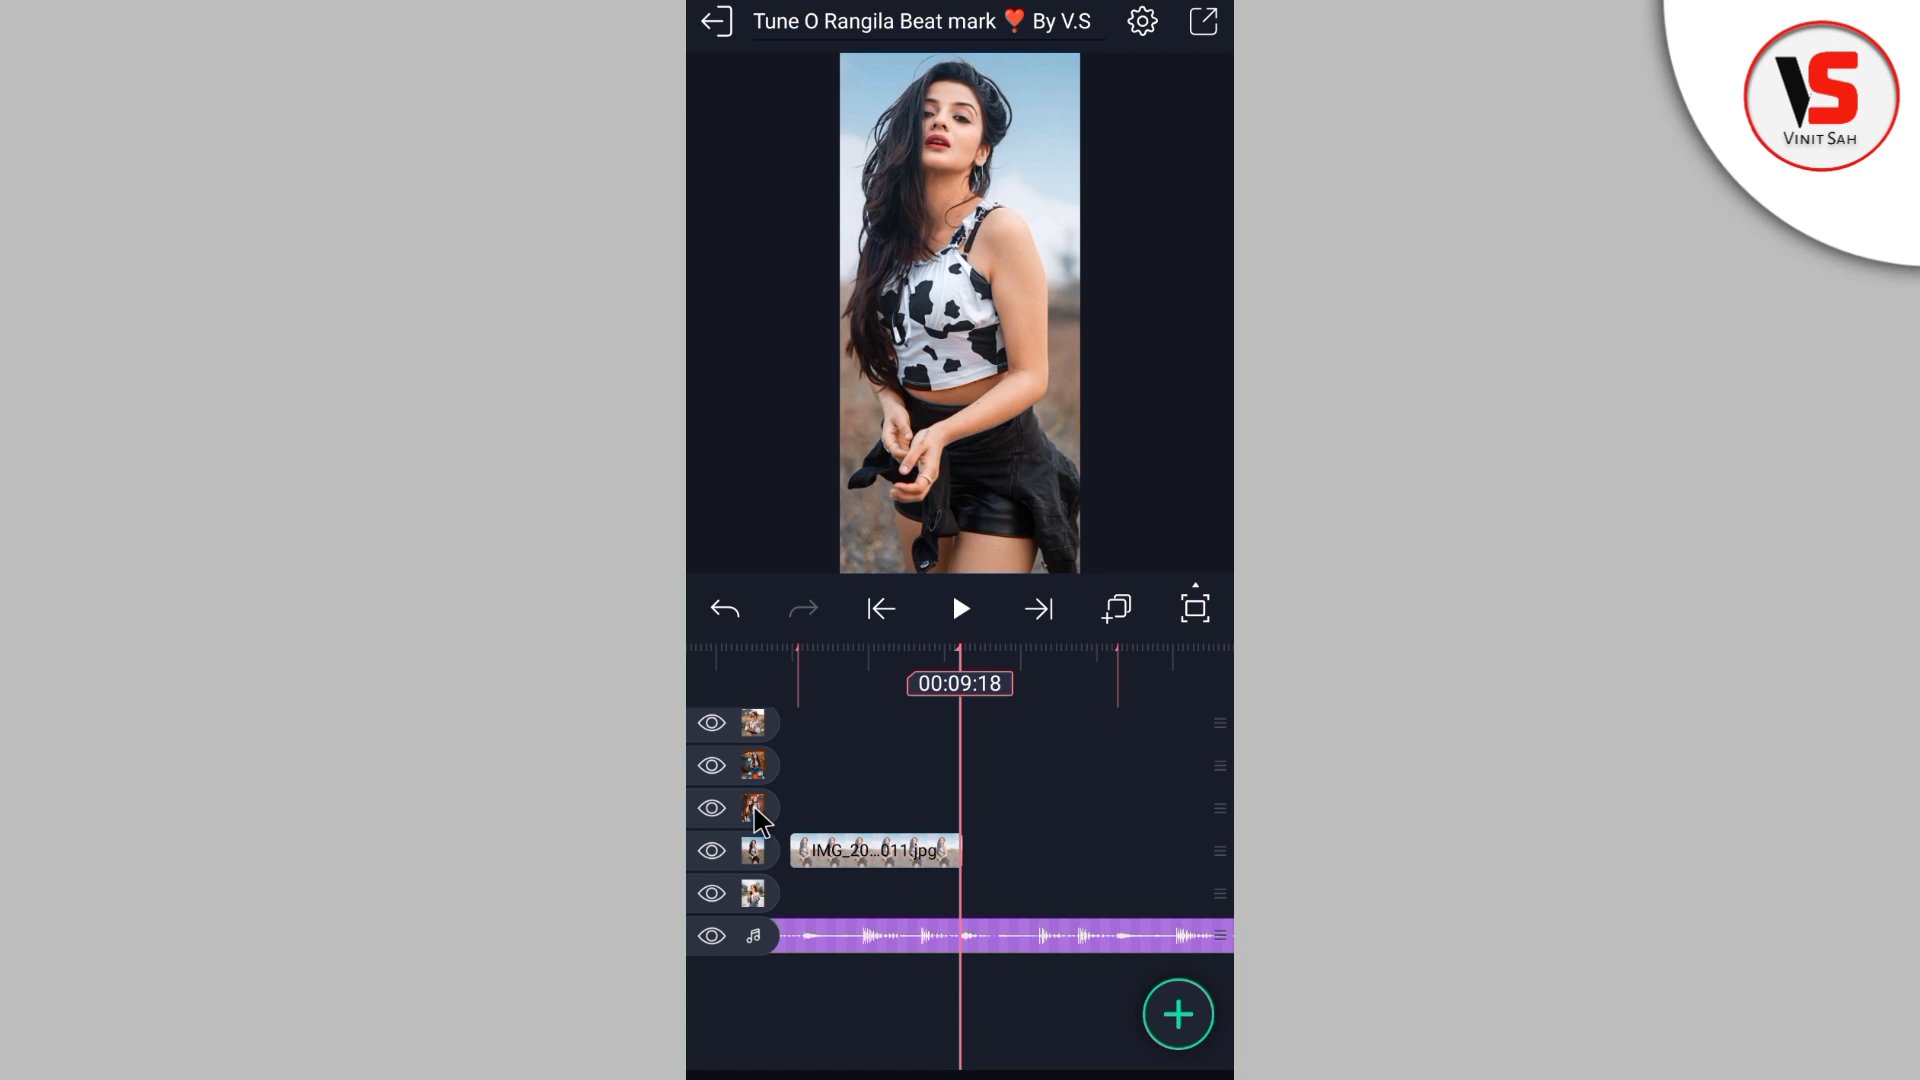 Tune O Rangila Beat mark ❣️ By V.S
VS
VINIT SAH
00:09:18
IMG_20...011.jpg